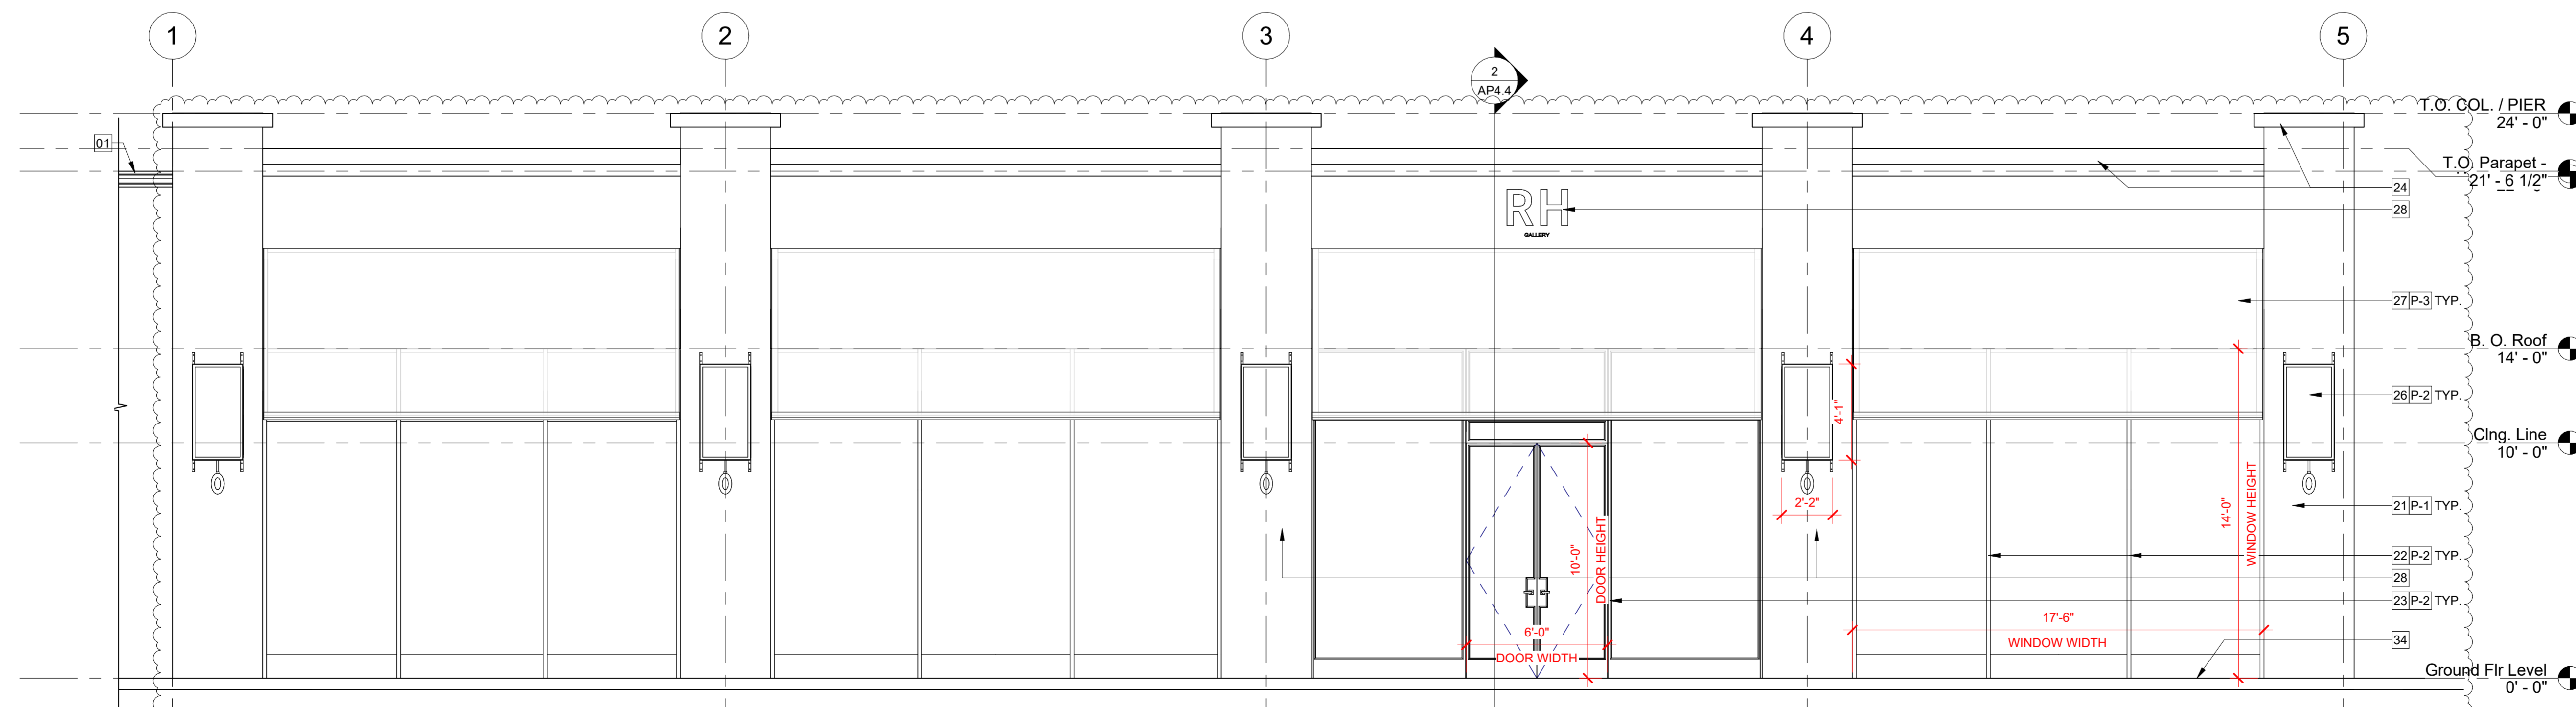 1
2
3
4
5
2
AP4.4
T.O. COL. / PIER
24' - 0"
01
T.O. Parapet -
21' - 6 1/2"
24
RH
GALLERY
28
27 P-3 TYP.
B. O. Roof
14' - 0"
26 P-2 TYP.
4'-1"
Clng. Line
10' - 0"
2'-2"
21 P-1 TYP.
14'-0"
WINDOW HEIGHT
10'-0"
DOOR HEIGHT
22 P-2 TYP.
28
23 P-2 TYP.
17'-6"
WINDOW WIDTH
6'-0"
DOOR WIDTH
34
Ground Flr Level
0' - 0"